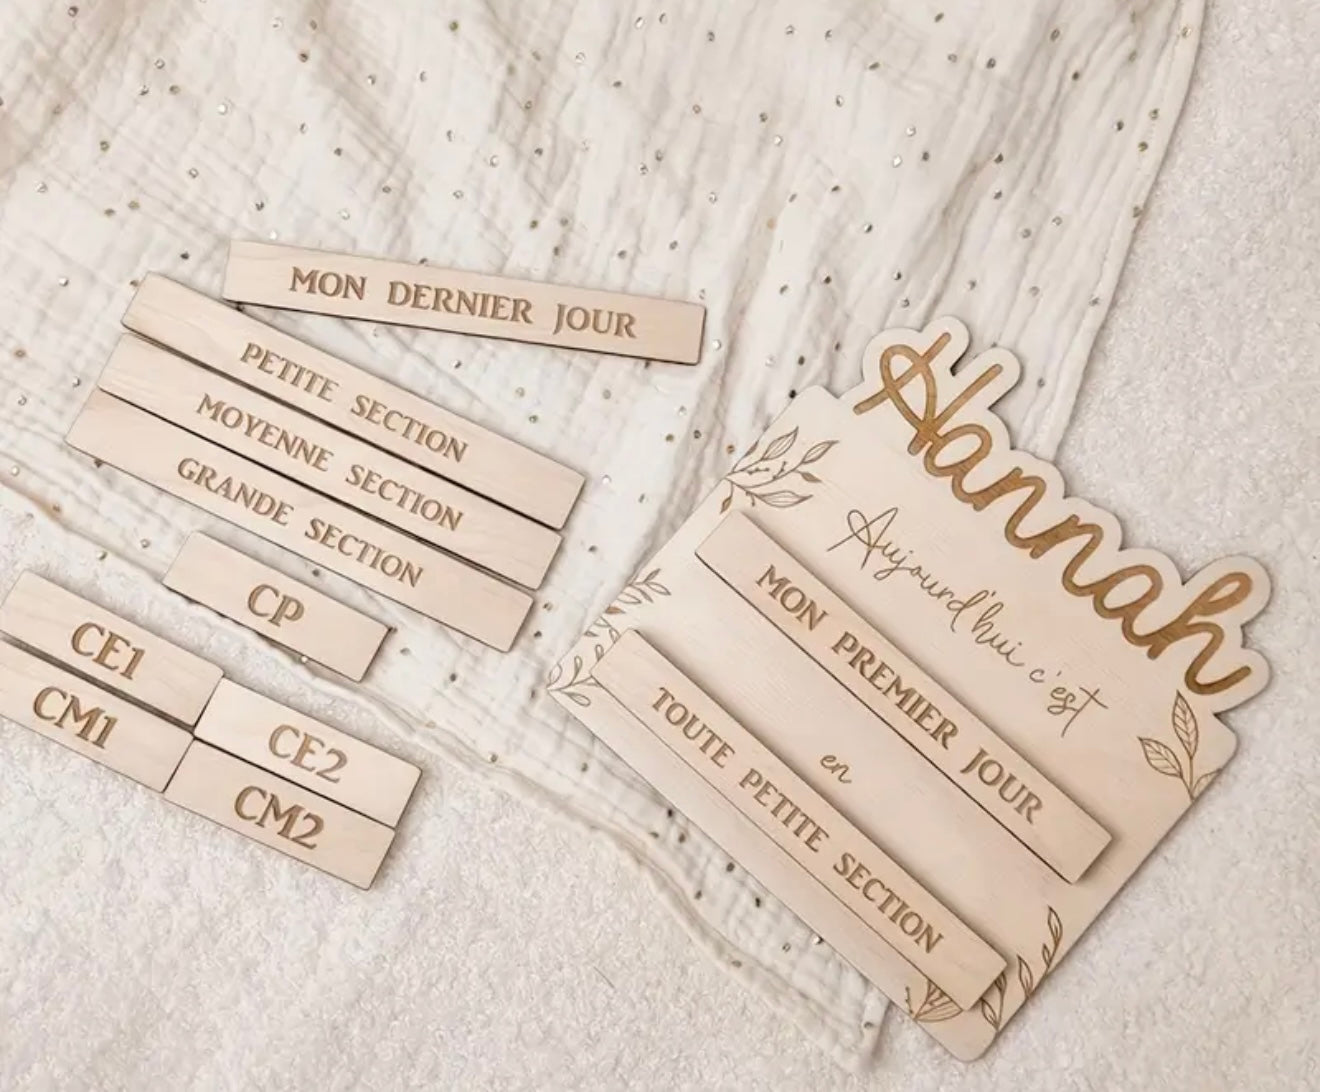 MON DERNIER JOUR
PETITE SECTION
MOYENNE SECTION
GRANDE SECTION
CP
CE1
CE2
CM1
CM2
Hannah
Aujourd'hui c'est
MON PREMIER JOUR
en
TOUTE PETITE SECTION